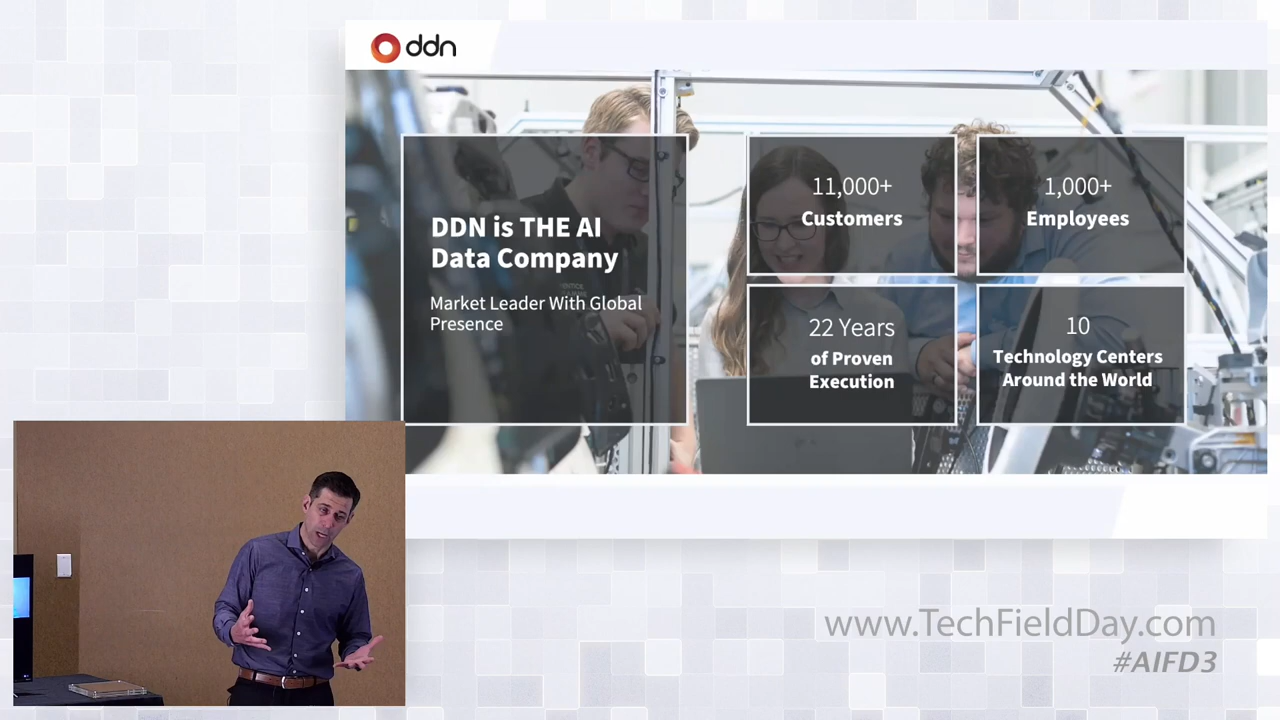 ddn
DDN is THE AI
Data Company
Market Leader With Global
Presence
11,000+
Customers
1,000+
Employees
22 Years
of Proven
Execution
10
Technology Centers
Around the World
www.TechFieldDay.com
#AIFD3